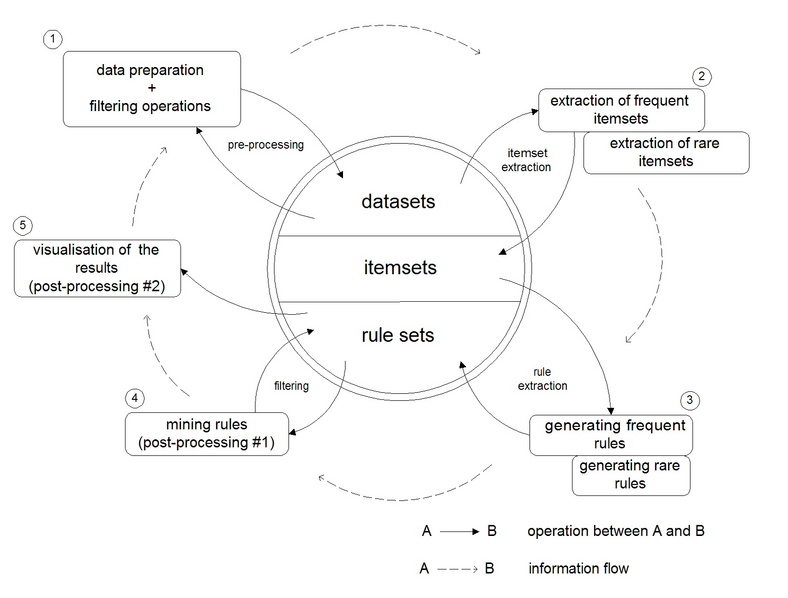 1
data preparation
+
filtering operations
pre-processing
2
extraction of frequent
itemsets
extraction of rare
itemsets
itemset
extraction
datasets
itemsets
rule sets
5
visualisation of the
results
(post-processing #2)
4
mining rules
(post-processing #1)
filtering
rule
extraction
3
generating frequent
rules
generating rare
rules
A B operation between A and B
A B information flow